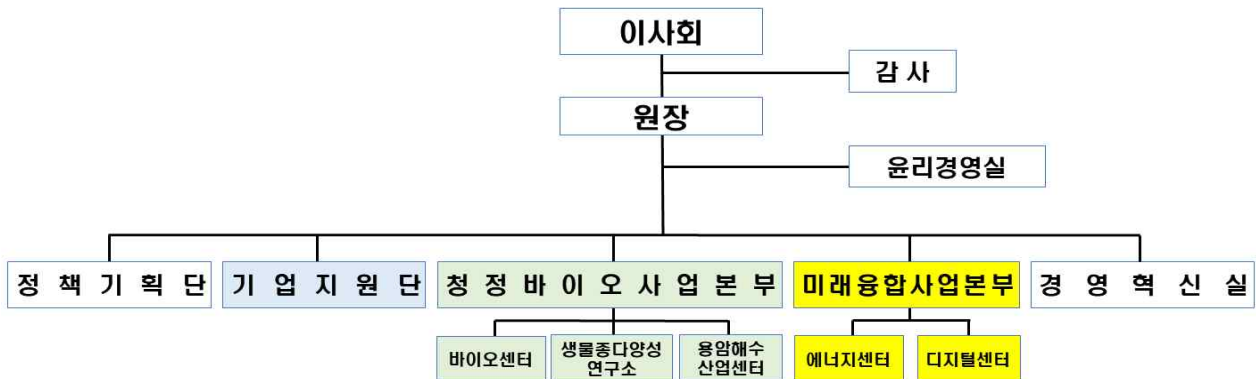 이사회
감 사
원장
윤리경영실
정 책 기 획 단
기 업 지 원 단
청 정 바 이 오 사 업 본 부
미래융합사업본부
경 영 혁 신 실
바이오센터
생물종다양성
연구소
용암해수
산업센터
에너지센터
디지털센터